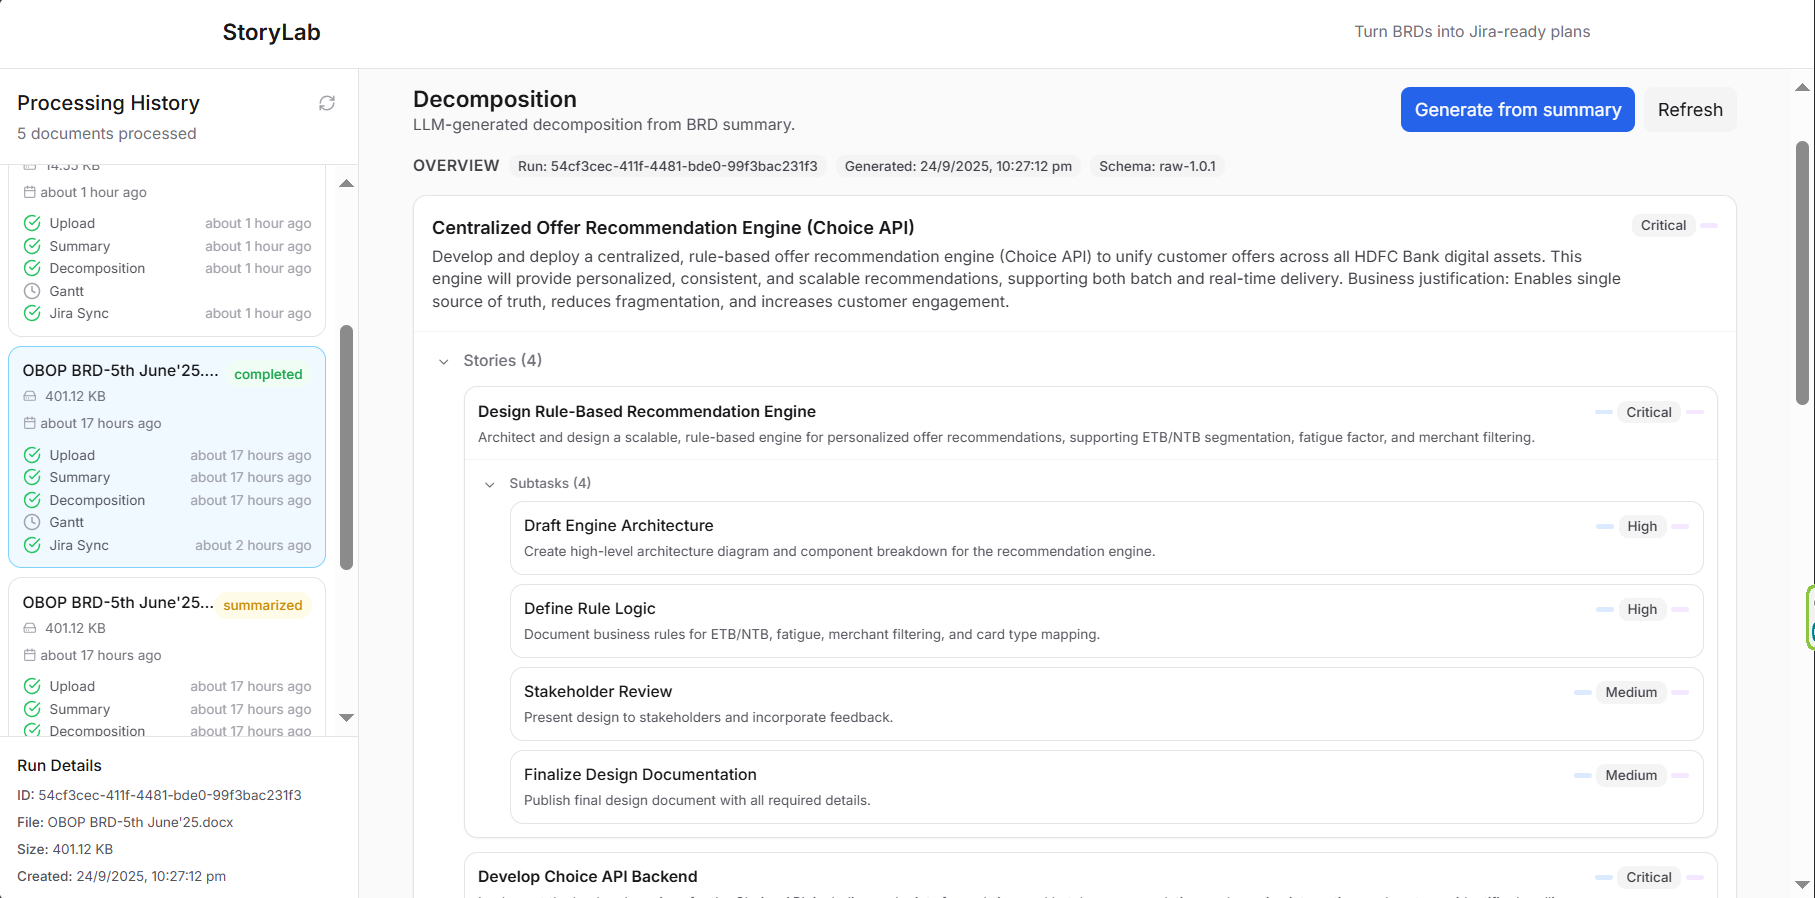 StoryLab
Turn BRDs into Jira-ready plans
Processing History
5 documents processed
14.55 KB
about 1 hour ago
Upload about 1 hour ago
Summary about 1 hour ago
Decomposition about 1 hour ago
Gantt
Jira Sync about 1 hour ago
OBOP BRD-5th June'25.... completed
401.12 KB
about 17 hours ago
Upload about 17 hours ago
Summary about 17 hours ago
Decomposition about 17 hours ago
Gantt
Jira Sync about 2 hours ago
OBOP BRD-5th June'25... summarized
401.12 KB
about 17 hours ago
Upload about 17 hours ago
Summary about 17 hours ago
Decomposition about 17 hours ago
Run Details
ID: 54cf3cec-411f-4481-bde0-99f3bac231f3
File: OBOP BRD-5th June'25.docx
Size: 401.12 KB
Created: 24/9/2025, 10:27:12 pm
Decomposition
LLM-generated decomposition from BRD summary.
Generate from summary
Refresh
OVERVIEW Run: 54cf3cec-411f-4481-bde0-99f3bac231f3 Generated: 24/9/2025, 10:27:12 pm Schema: raw-1.0.1
Centralized Offer Recommendation Engine (Choice API) Critical
Develop and deploy a centralized, rule-based offer recommendation engine (Choice API) to unify customer offers across all HDFC Bank digital assets. This
engine will provide personalized, consistent, and scalable recommendations, supporting both batch and real-time delivery. Business justification: Enables single
source of truth, reduces fragmentation, and increases customer engagement.
Stories (4)
Design Rule-Based Recommendation Engine Critical
Architect and design a scalable, rule-based engine for personalized offer recommendations, supporting ETB/NTB segmentation, fatigue factor, and merchant filtering.
Subtasks (4)
Draft Engine Architecture High
Create high-level architecture diagram and component breakdown for the recommendation engine.
Define Rule Logic High
Document business rules for ETB/NTB, fatigue, merchant filtering, and card type mapping.
Stakeholder Review Medium
Present design to stakeholders and incorporate feedback.
Finalize Design Documentation Medium
Publish final design document with all required details.
Develop Choice API Backend Critical